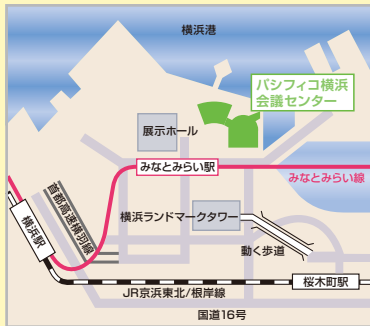 横浜港
パシフィコ横浜
会議センター
展示ホール
みなとみらい駅
みなとみらい線
首都高速横羽線
横浜ランドマークタワー
横浜駅
動く歩道
桜木町駅
JR京浜東北/根岸線
国道16号